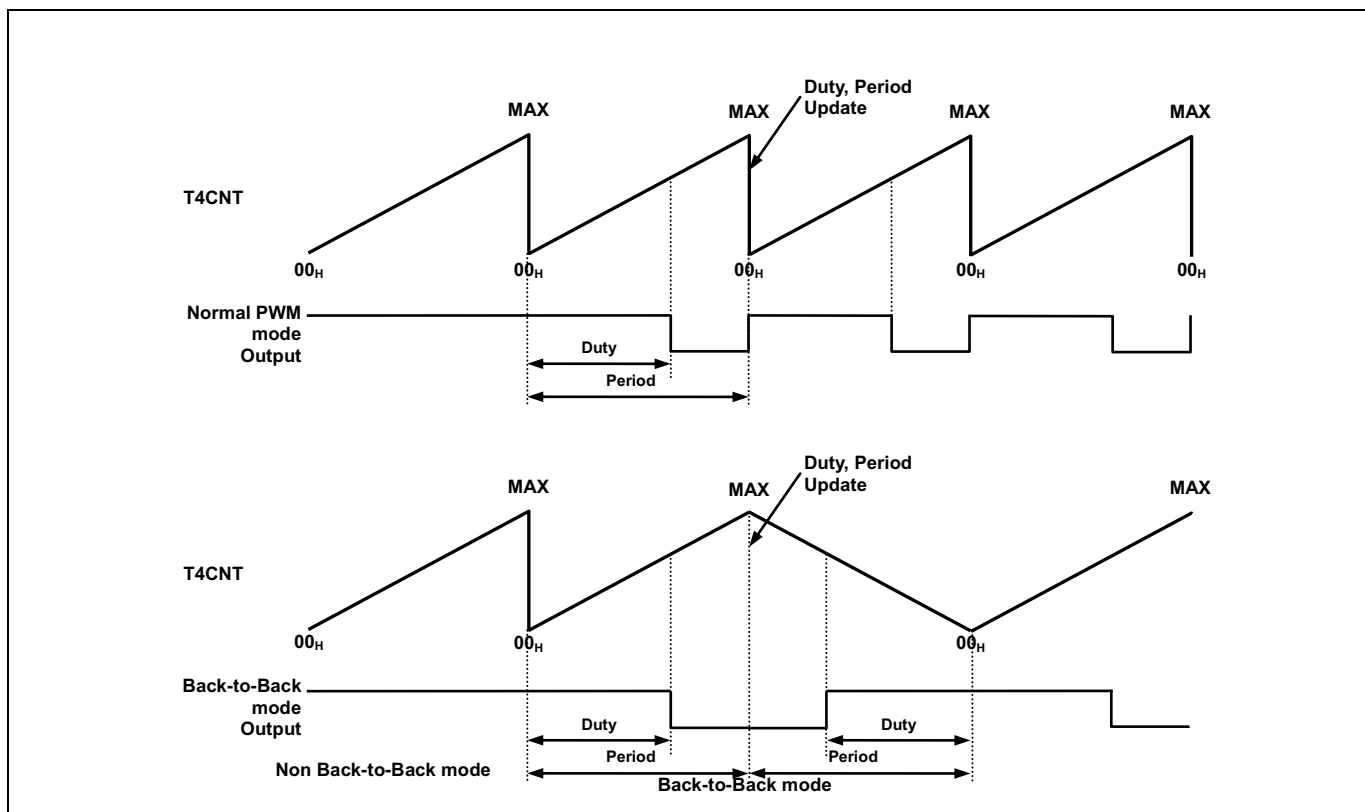 Duty, Period
Update
MAX
MAX
MAX
MAX
T4CNT
00H
00H
00H
00H
00H
Normal PWM
mode
Output
Duty
Period
Duty, Period
Update
MAX
MAX
MAX
T4CNT
00H
00H
00H
Back-to-Back
mode
Output
Duty
Duty
Period
Period
Non Back-to-Back mode
Back-to-Back mode